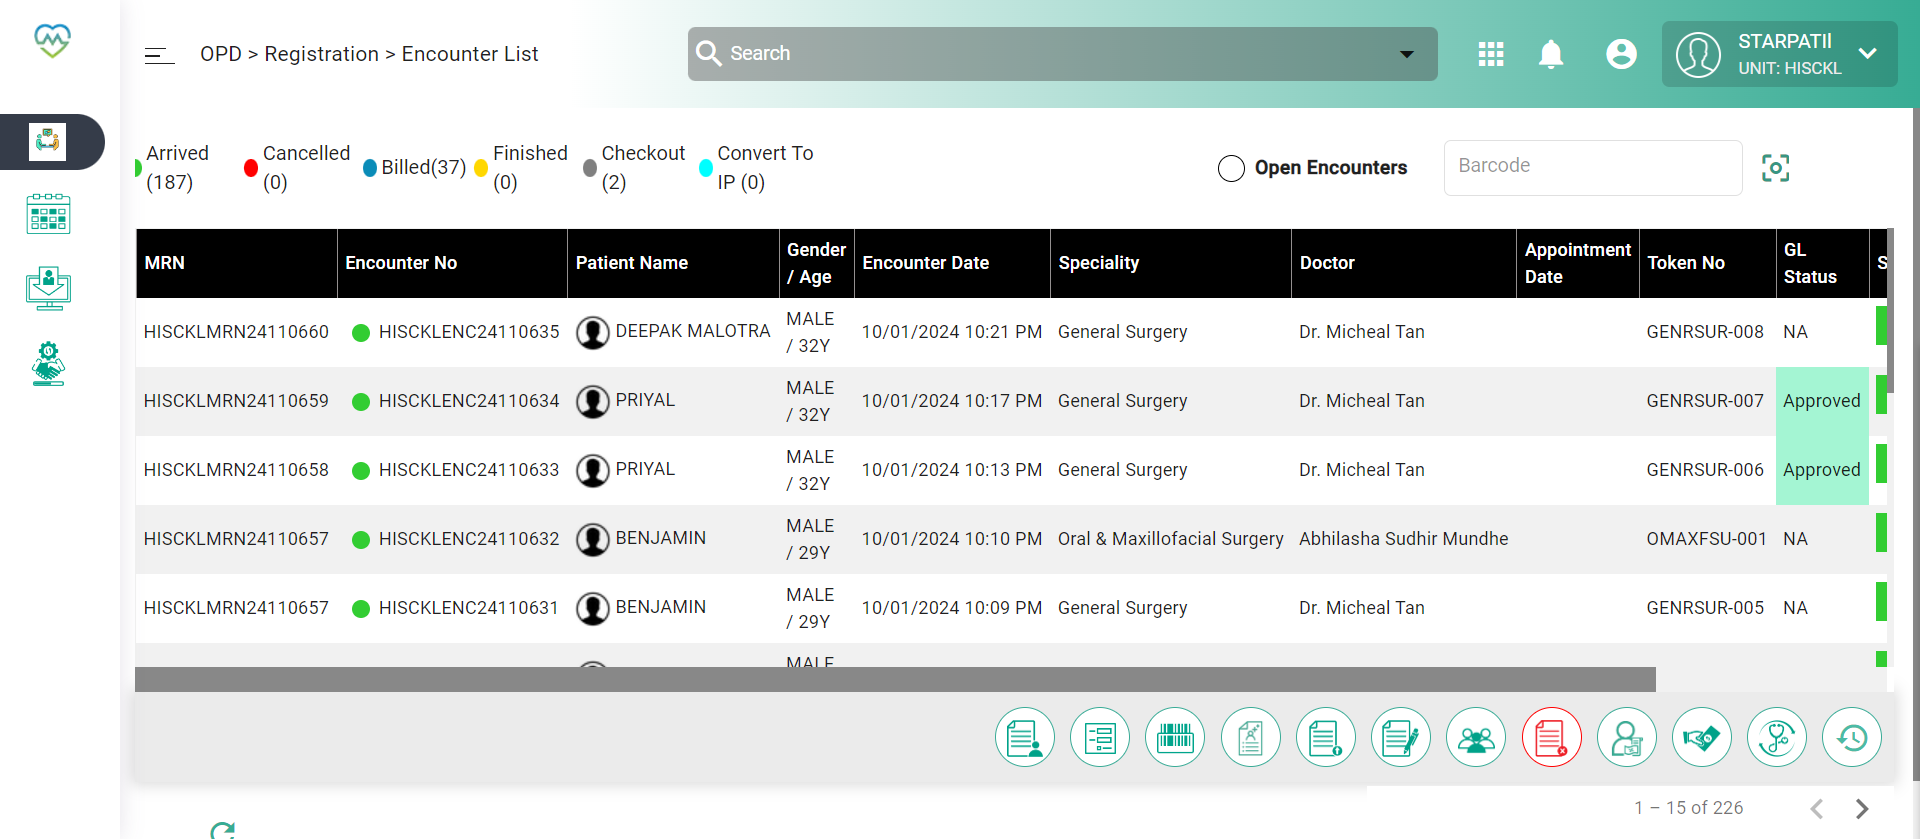 OPD > Registration > Encounter List
Search
STARPATIl
UNIT: HISCKL
Arrived (187)
Cancelled (0)
Billed(37)
Finished (0)
Checkout (2)
Convert To IP (0)
Open Encounters
Barcode
MRN Encounter No Patient Name Gender / Age Encounter Date Speciality Doctor Appointment Date Token No GL Status S
HISCKLMRN24110660 HISCKLENC24110635 DEEPAK MALOTRA MALE / 32Y 10/01/2024 10:21 PM General Surgery Dr. Micheal Tan GENRSUR-008 NA
HISCKLMRN24110659 HISCKLENC24110634 PRIYAL MALE / 32Y 10/01/2024 10:17 PM General Surgery Dr. Micheal Tan GENRSUR-007 Approved
HISCKLMRN24110658 HISCKLENC24110633 PRIYAL MALE / 32Y 10/01/2024 10:13 PM General Surgery Dr. Micheal Tan GENRSUR-006 Approved
HISCKLMRN24110657 HISCKLENC24110632 BENJAMIN MALE / 29Y 10/01/2024 10:10 PM Oral & Maxillofacial Surgery Abhilasha Sudhir Mundhe OMAXFSU-001 NA
HISCKLMRN24110657 HISCKLENC24110631 BENJAMIN MALE / 29Y 10/01/2024 10:09 PM General Surgery Dr. Micheal Tan GENRSUR-005 NA
MALE
1 – 15 of 226